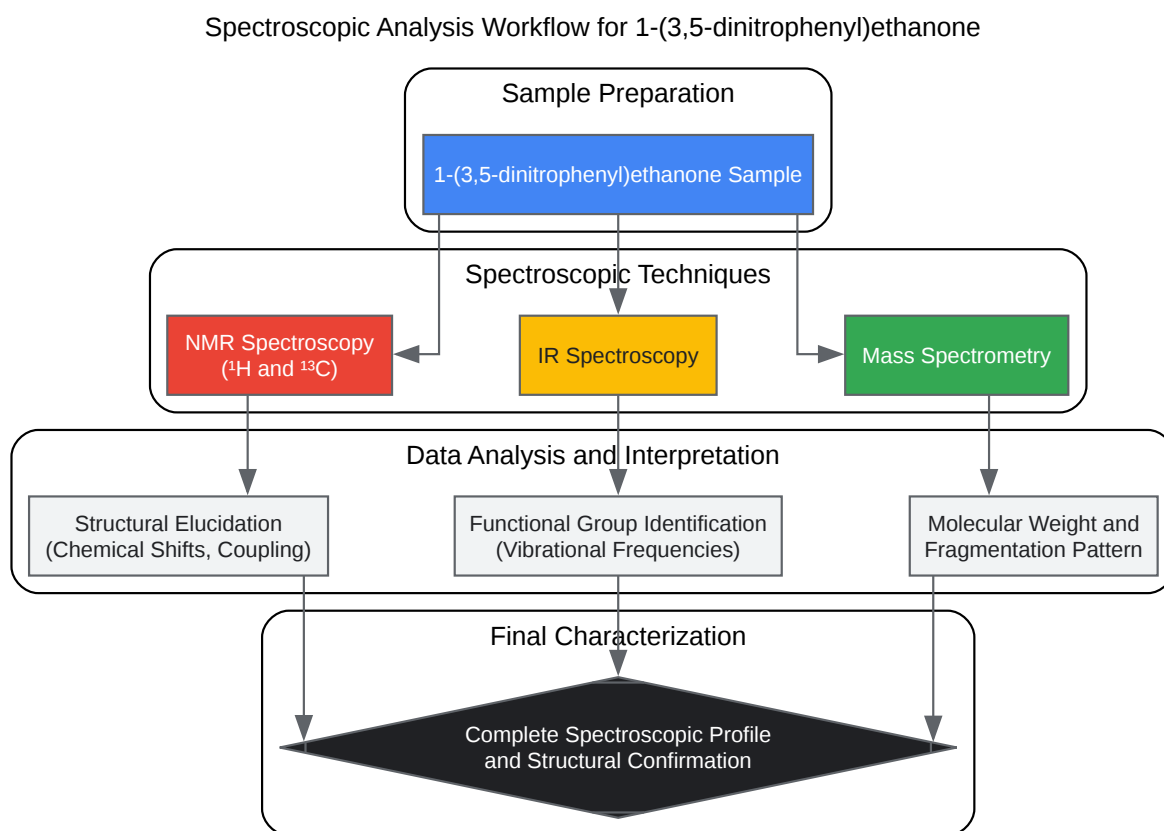 Spectroscopic Analysis Workflow for 1-(3,5-dinitrophenyl)ethanone
Sample Preparation
1-(3,5-dinitrophenyl)ethanone Sample
Spectroscopic Techniques
NMR Spectroscopy
(¹H and ¹³C)
IR Spectroscopy
Mass Spectrometry
Data Analysis and Interpretation
Structural Elucidation
(Chemical Shifts, Coupling)
Functional Group Identification
(Vibrational Frequencies)
Molecular Weight and
Fragmentation Pattern
Final Characterization
Complete Spectroscopic Profile
and Structural Confirmation